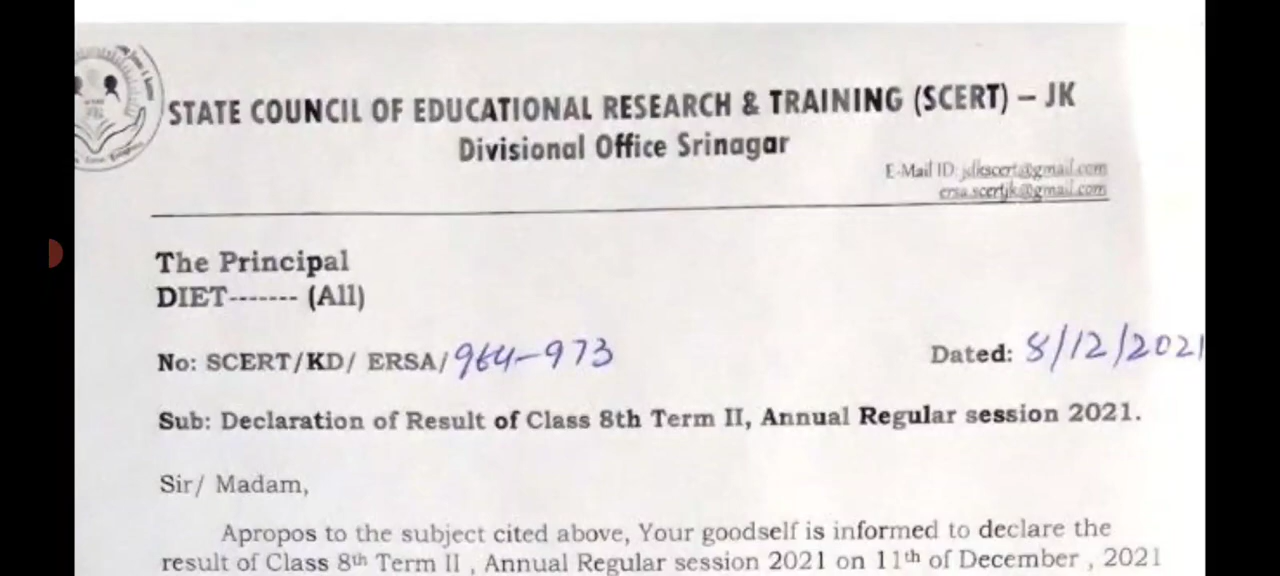 STATE COUNCIL OF EDUCATIONAL RESEARCH & TRAINING (SCERT) – JK
Divisional Office Srinagar
E-Mail ID: jdkscert@gmail.com
ersa.scertjk@gmail.com
The Principal
DIET------- (All)
No: SCERT/KD/ ERSA/ 964-973 Dated: 8/12/2021
Sub: Declaration of Result of Class 8th Term II, Annual Regular session 2021.
Sir/ Madam,
Apropos to the subject cited above, Your goodself is informed to declare the
result of Class 8th Term II , Annual Regular session 2021 on 11th of December , 2021